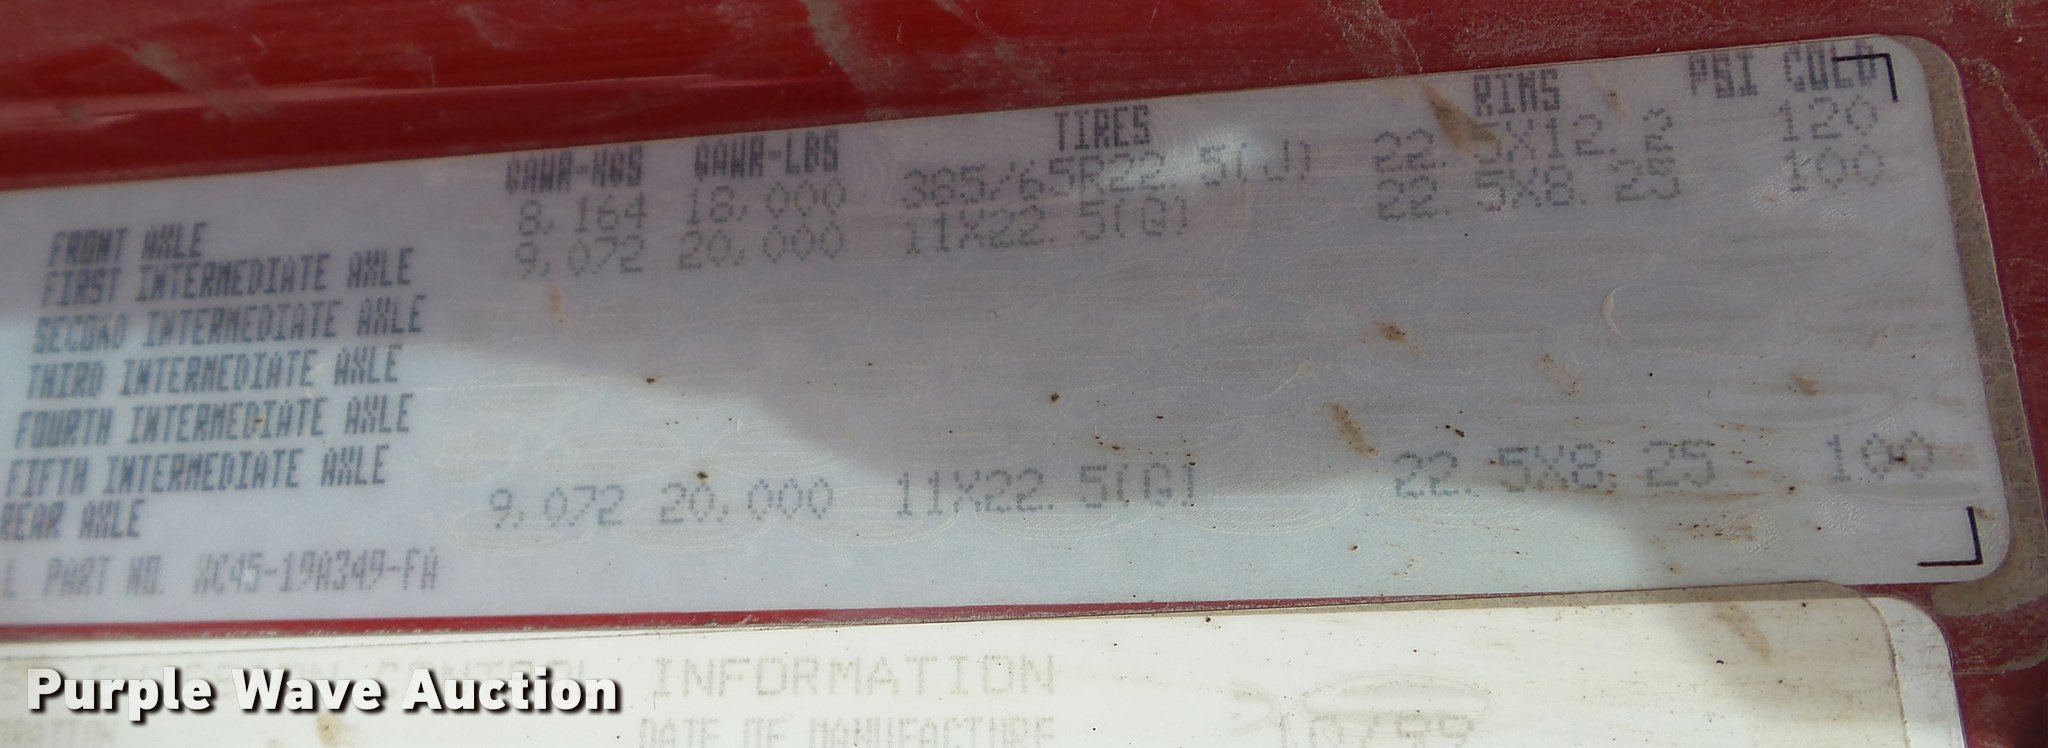 GAWR-KGS GAWR-LBS TIRES RIMS PSI COLD
FRONT AXLE 8,164 18,000 385/65R22.5(J) 22.5X12.25 120
FIRST INTERMEDIATE AXLE 9,072 20,000 11X22.5(G) 22.5X8.25 100
SECOND INTERMEDIATE AXLE
THIRD INTERMEDIATE AXLE
FOURTH INTERMEDIATE AXLE
FIFTH INTERMEDIATE AXLE
REAR AXLE 9,072 20,000 11X22.5(G) 22.5X8.25 100
L PART NO. XC45-19A349-FA
CONTROL INFORMATION
DATE OF MANUFACTURE 10/99
Purple Wave Auction